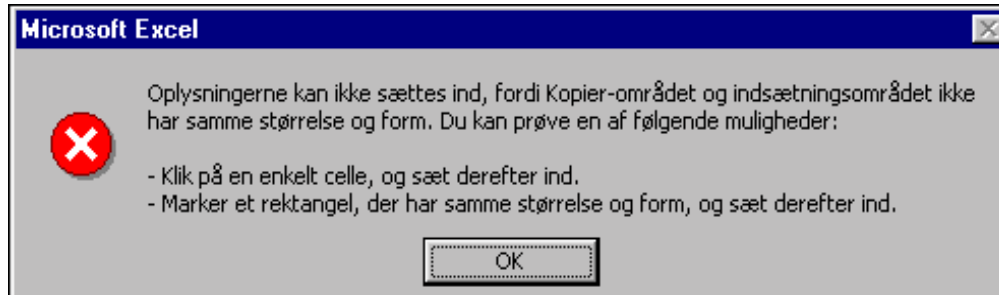 Microsoft Excel
Oplysningerne kan ikke sættes ind, fordi Kopier-området og indsætningsområdet ikke
har samme størrelse og form. Du kan prøve en af følgende muligheder:
- Klik på en enkelt celle, og sæt derefter ind.
- Marker et rektangel, der har samme størrelse og form, og sæt derefter ind.
OK